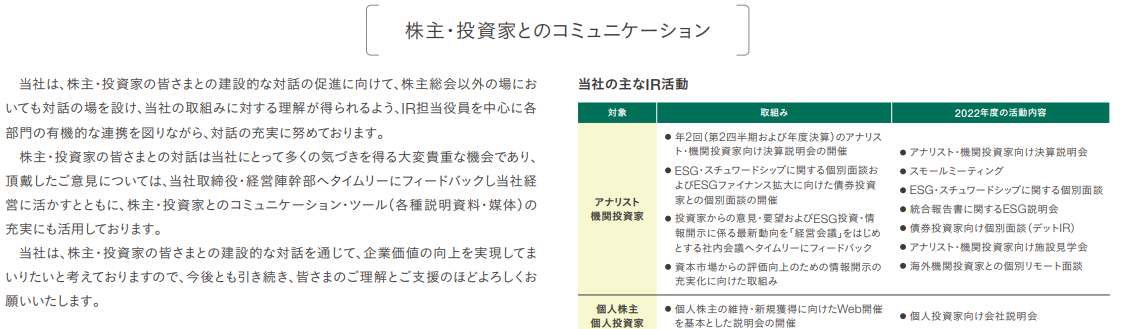 株主・投資家とのコミュニケーション
当社は、株主・投資家の皆さまとの建設的な対話の促進に向けて、株主総会以外の場にお
いても対話の場を設け、当社の取組みに対する理解が得られるよう、IR担当役員を中心に各
部門の有機的な連携を図りながら、対話の充実に努めております。
株主・投資家の皆さまとの対話は当社にとって多くの気づきを得る大変貴重な機会であり、
頂戴したご意見については、当社取締役・経営陣幹部へタイムリーにフィードバックし当社経
営に活かすとともに、株主・投資家とのコミュニケーション・ツール(各種説明資料・媒体)の
充実にも活用しております。
当社は、株主・投資家の皆さまとの建設的な対話を通じて、企業価値の向上を実現してま
いりたいと考えておりますので、今後とも引き続き、皆さまのご理解とご支援のほどよろしくお
願いいたします。
当社の主なIR活動
対象 取組み 2022年度の活動内容
アナリスト
機関投資家
● 年2回(第2四半期および年度決算)のアナリス
ト・機関投資家向け決算説明会の開催
● ESG・スチュワードシップに関する個別面談お
よびESGファイナンス拡大に向けた債券投資
家との個別面談の開催
● 投資家からの意見・要望およびESG投資・情
報開示に係る最新動向を「経営会議」をはじめ
とする社内会議へタイムリーにフィードバック
● 資本市場からの評価向上のための情報開示の
充実化に向けた取組み
● アナリスト・機関投資家向け決算説明会
● スモールミーティング
● ESG・スチュワードシップに関する個別面談
● 統合報告書に関するESG説明会
● 債券投資家向け個別面談(デットIR)
● アナリスト・機関投資家向け施設見学会
● 海外機関投資家との個別リモート面談
個人株主
個人投資家
● 個人株主の維持・新規獲得に向けたWeb開催
を基本とした説明会の開催
● 個人投資家向け会社説明会